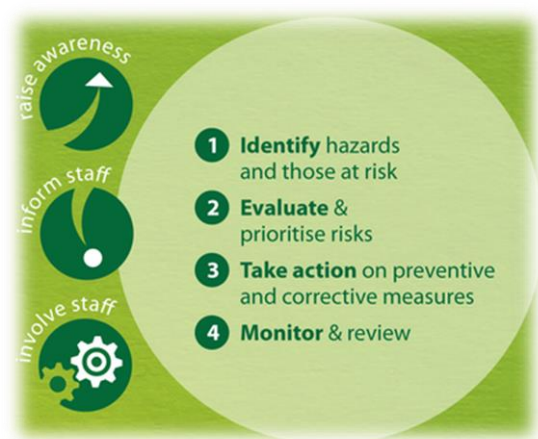 raise awareness
inform staff
involve staff
1 Identify hazards
and those at risk
2 Evaluate &
prioritise risks
3 Take action on preventive
and corrective measures
4 Monitor & review